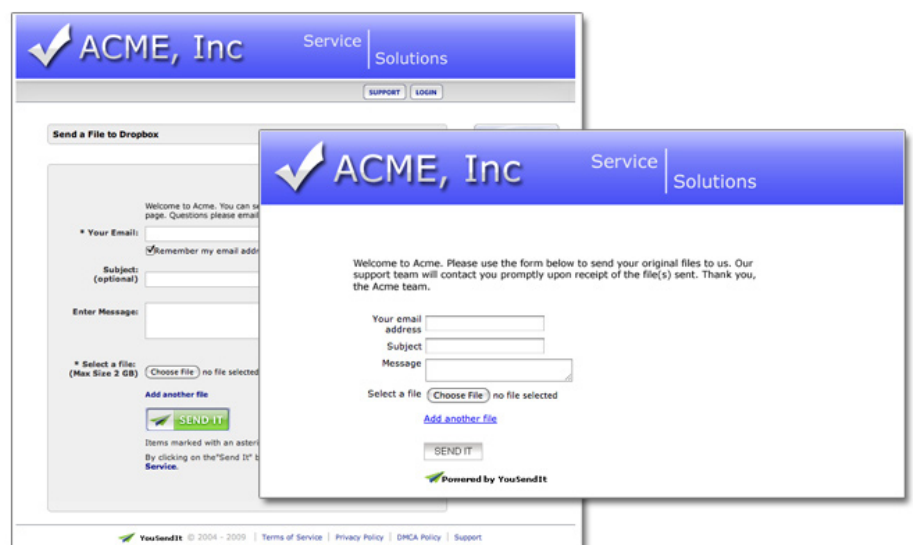 ACME, Inc
Service
Solutions
SUPPORT LOGIN
Send a File to Dropbox
Welcome to Acme. You can
page. Questions please email
* Your Email:
Remember my email
Subject:
(optional)
Enter Message:
* Select a file:
(Max Size 2 GB) Choose File no file selected
Add another file
SEND IT
Items marked with an
By clicking on the"Send It"
Service.
YouSendIt © 2004 - 2009 | Terms of Service | Privacy Policy | DMCA Policy | Support
ACME, Inc
Service
Solutions
Welcome to Acme. Please use the form below to send your original files to us. Our
support team will contact you promptly upon receipt of the file(s) sent. Thank you,
the Acme team.
Your email
address
Subject
Message
Select a file Choose File no file selected
Add another file
SEND IT
Powered by YouSendIt